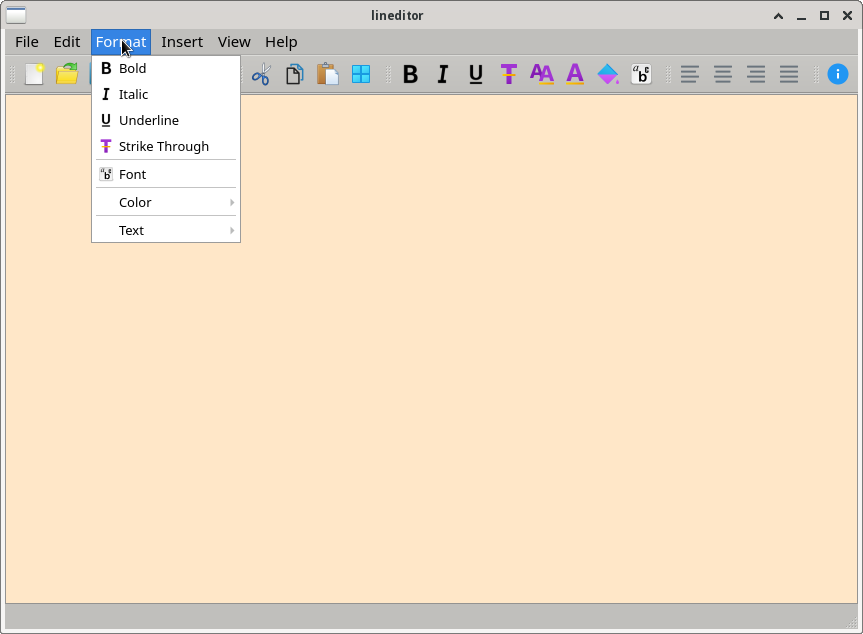 lineditor
File Edit Format Insert View Help
Bold
Italic
Underline
Strike Through
Font
Color
Text